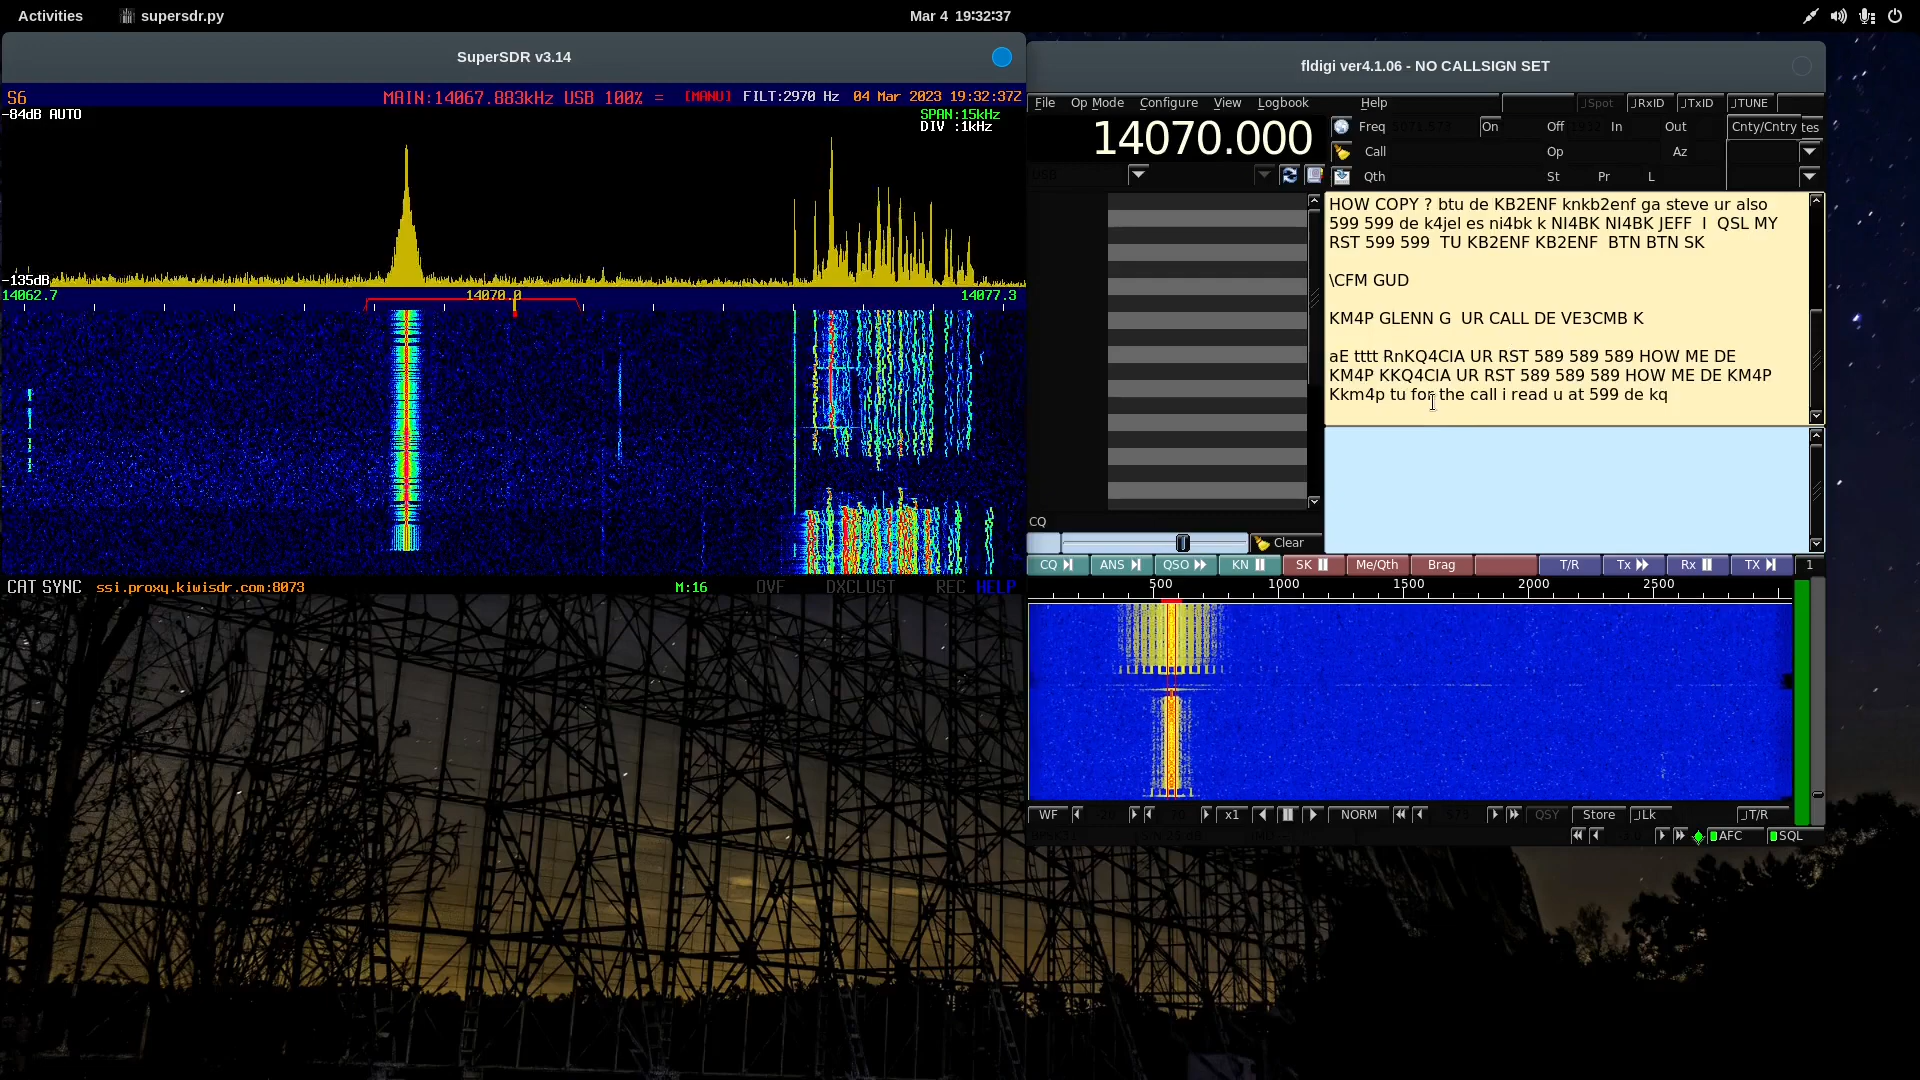 Activities supersdr.py Mar 4 19:32:37
SuperSDR v3.14
S6 MAIN:14067.883kHz USB 100% = [MANU] FILT:2970 Hz 04 Mar 2023 19:32:37Z
-84dB AUTO SPAN:15kHz
DIV :1kHz
-135dB
14062.7 14070.0 14077.3
CAT SYNC ssi.proxy.kiwisdr.com:8073 M:16 OVF DXCLUST REC HELP
fldigi ver4.1.06 - NO CALLSIGN SET
File Op Mode Configure View Logbook Help Spot RxID TxID TUNE
14070.000 Freq On Off In Out Cnty/Cntry tes
Call Op Az
USB Qth St Pr L
HOW COPY ? btu de KB2ENF knkb2enf ga steve ur also
599 599 de k4jel es ni4bk k NI4BK NI4BK JEFF I QSL MY
RST 599 599 TU KB2ENF KB2ENF BTN BTN SK
\CFM GUD
KM4P GLENN G UR CALL DE VE3CMB K
aE tttt RnKQ4CIA UR RST 589 589 589 HOW ME DE
KM4P KKQ4CIA UR RST 589 589 589 HOW ME DE KM4P
Kkm4p tu for the call i read u at 599 de kq
CQ
Clear
CQ ANS QSO KN SK Me/Qth Brag T/R Tx Rx TX 1
500 1000 1500 2000 2500
WF x1 NORM QSY Store Lk T/R
AFC SQL